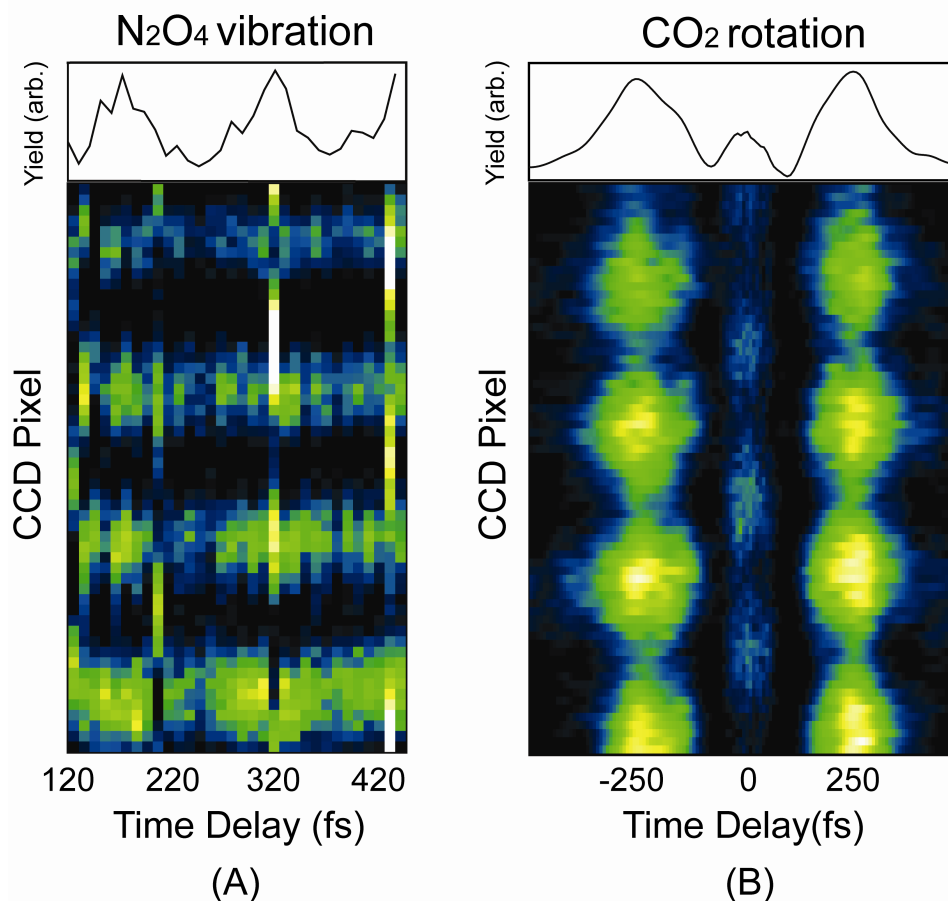 N2O4 vibration
Yield (arb.)
CCD Pixel
120 220 320 420
Time Delay (fs)
(A)
CO2 rotation
Yield (arb.)
CCD Pixel
-250 0 250
Time Delay(fs)
(B)